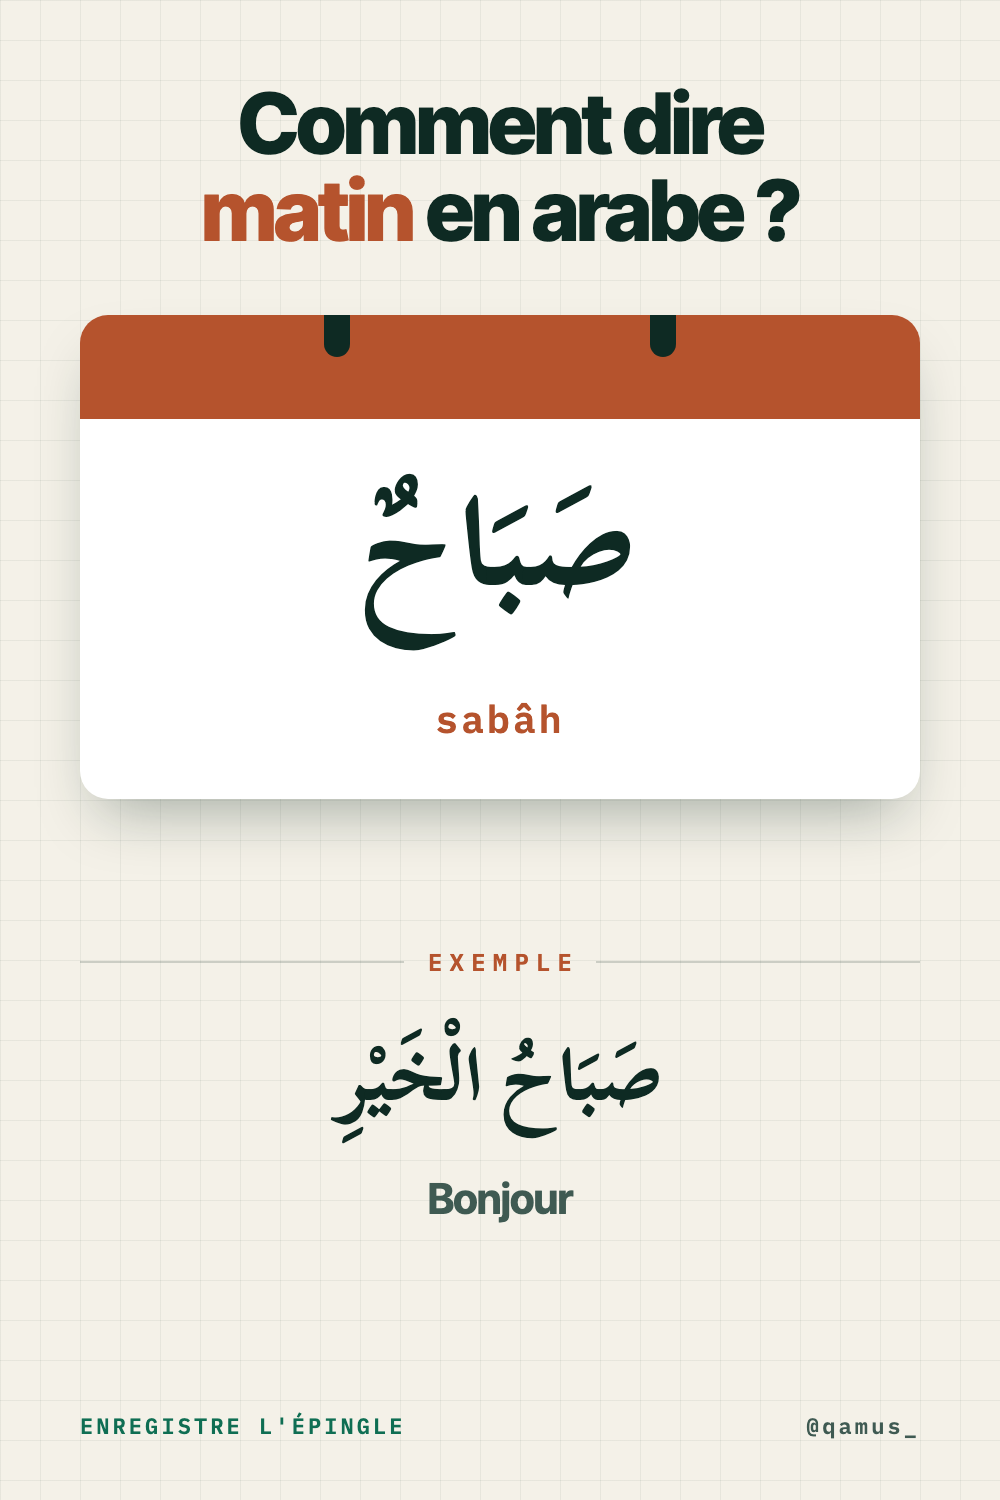 Comment dire
matin en arabe ?
صَبَاحٌ
sabâh
EXEMPLE
صَبَاحُ الْخَيْرِ
Bonjour
ENREGISTRE L'ÉPINGLE
@qamus_